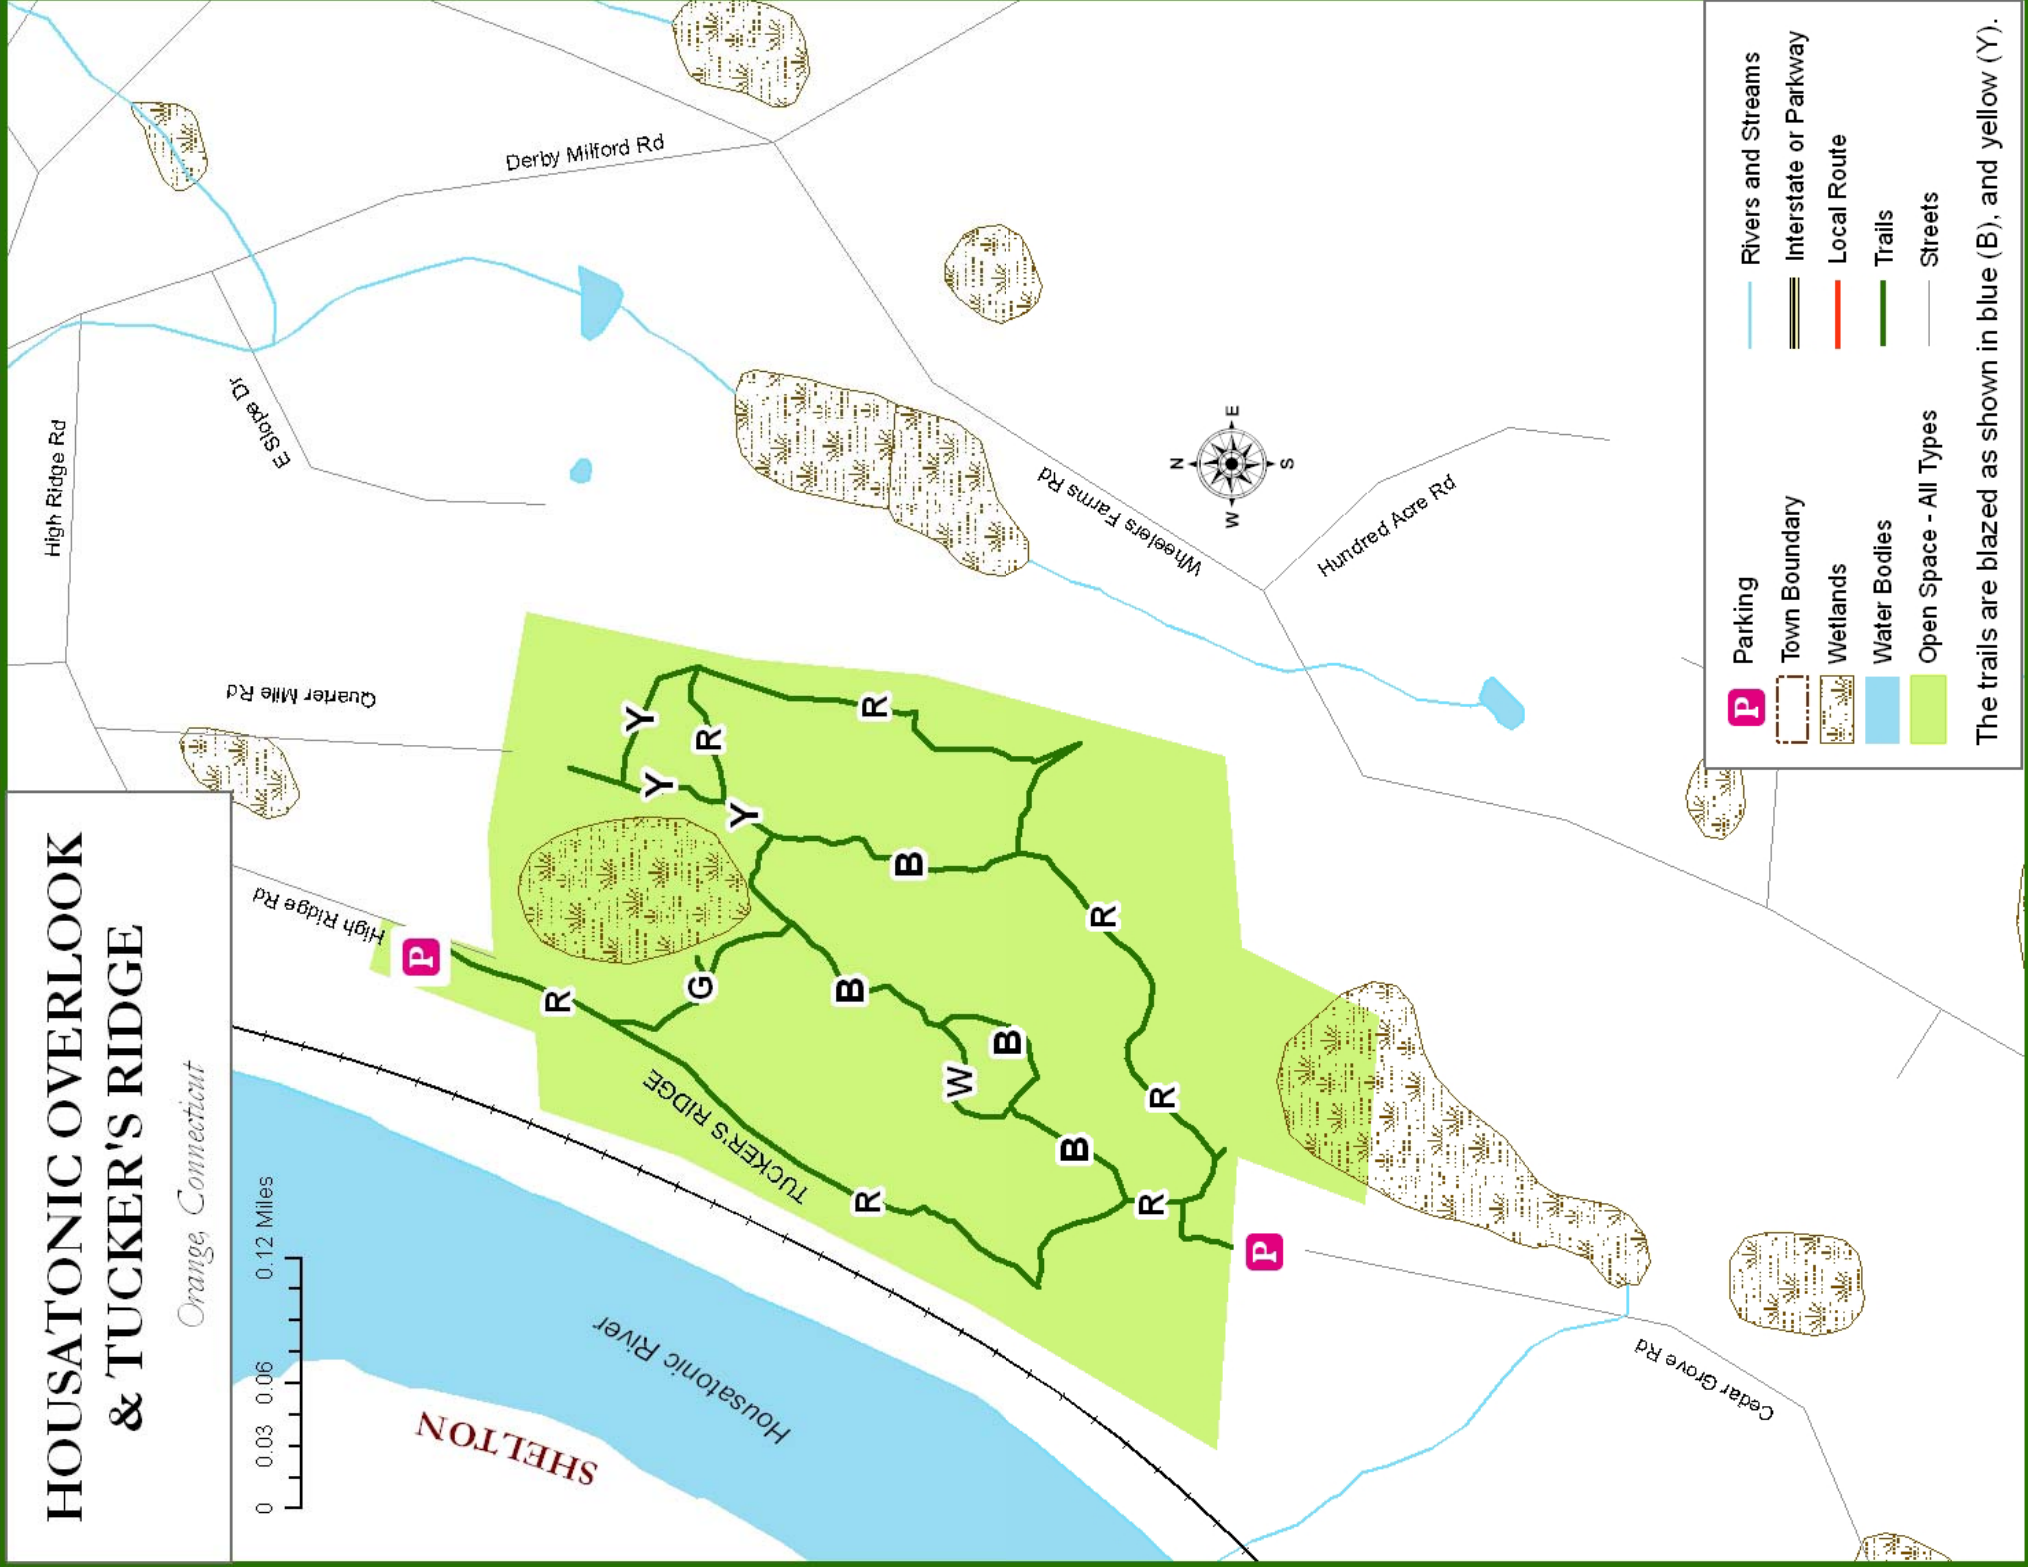 HOUSATONIC OVERLOOK
& TUCKER'S RIDGE
Orange, Connecticut
0 0.03 0.06 0.12 Miles
SHELTON
Housatonic River
High Ridge Rd
P
R
TUCKER'S RIDGE
R
G
B
W
B
B
R
P
R
R
B
Y
Y
Y
R
R
Quarter Mile Rd
High Ridge Rd
E Slope Dr
Derby Milford Rd
Wheelers Farms Rd
Hundred Acre Rd
Cedar Grove Rd
N
W E
S
P Parking
Town Boundary
Wetlands
Water Bodies
Open Space - All Types
Rivers and Streams
Interstate or Parkway
Local Route
Trails
Streets
The trails are blazed as shown in blue (B), and yellow (Y).